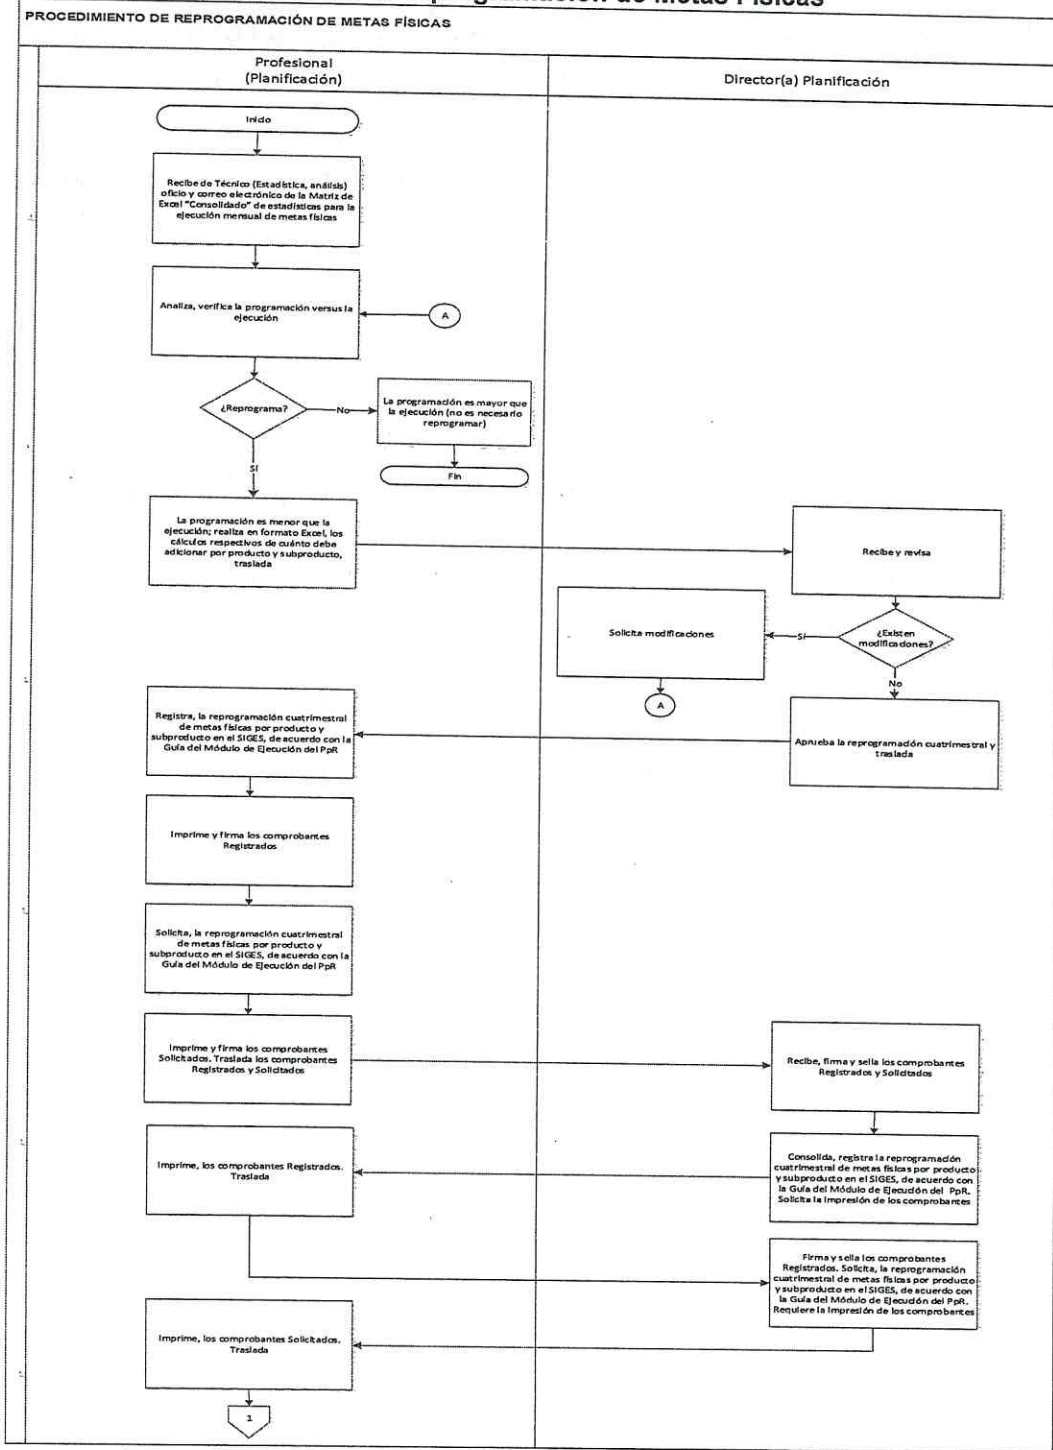 PROCEDIMIENTO DE REPROGRAMACIÓN DE METAS FÍSICAS
Profesional
(Planificación)
Director(a) Planificación
Inicio
Recibe de Técnico (Estadística, análisis)
oficio y correo electrónico de la Matriz de
Excel "Consolidado" de estadísticas para la
ejecución mensual de metas físicas
Analiza, verifica la programación versus la
ejecución
A
¿Reprograma?
No
La programación es mayor que
la ejecución (no es necesario
reprogramar)
Fin
Sí
La programación es menor que la
ejecución; realiza en formato Excel, los
cálculos respectivos de cuánto debe
adicionar por producto y subproducto,
traslada
Recibe y revisa
¿Existen
modificaciones?
Sí
Solicita modificaciones
A
No
Aprueba la reprogramación cuatrimestral y
traslada
Registra, la reprogramación cuatrimestral
de metas físicas por producto y
subproducto en el SIGES, de acuerdo con la
Guía del Módulo de Ejecución del PpR
Imprime y firma los comprobantes
Registrados
Solicita, la reprogramación cuatrimestral
de metas físicas por producto y
subproducto en el SIGES, de acuerdo con la
Guía del Módulo de Ejecución del PpR
Imprime y firma los comprobantes
Solicitados. Traslada los comprobantes
Registrados y Solicitados
Recibe, firma y sella los comprobantes
Registrados y Solicitados
Consolida, registra la reprogramación
cuatrimestral de metas físicas por producto
y subproducto en el SIGES, de acuerdo con
la Guía del Módulo de Ejecución del PpR.
Solicita la impresión de los comprobantes
Imprime, los comprobantes Registrados.
Traslada
Firma y sella los comprobantes
Registrados. Solicita, la reprogramación
cuatrimestral de metas físicas por producto
y subproducto en el SIGES, de acuerdo con
la Guía del Módulo de Ejecución del PpR.
Requiere la impresión de los comprobantes
Imprime, los comprobantes Solicitados.
Traslada
1